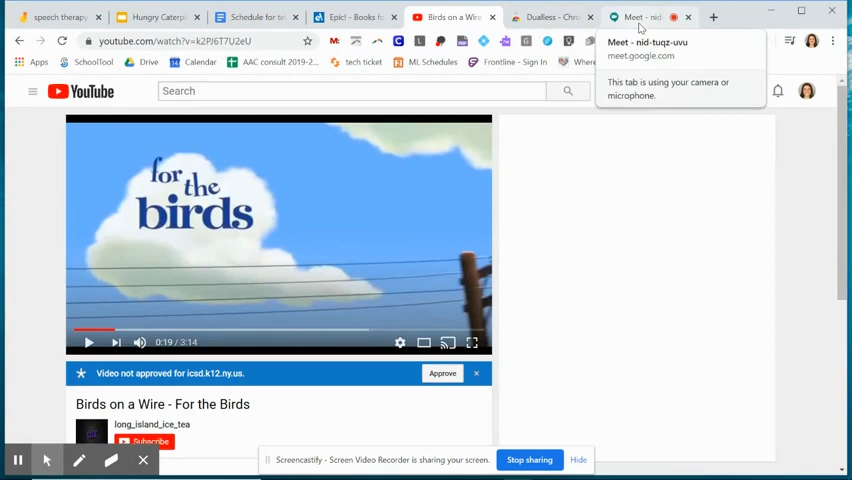 speech therapy
Hungry Caterpil
Schedule for tel
Epic! - Books fo
Birds on a Wire
Dualless - Chro
Meet - nid
youtube.com/watch?v=k2PJ6T7U2eU
Meet - nid-tuqz-uvu
meet.google.com
This tab is using your camera or
microphone.
Apps
SchoolTool
Drive
Calendar
AAC consult 2019-2...
tech ticket
ML Schedules
Frontline - Sign In
Where
YouTube
Search
for
the
birds
0:19 / 3:14
Video not approved for icsd.k12.ny.us.
Approve
Birds on a Wire - For the Birds
long_island_ice_tea
Subscribe
Screencastify - Screen Video Recorder is sharing your screen.
Stop sharing
Hide